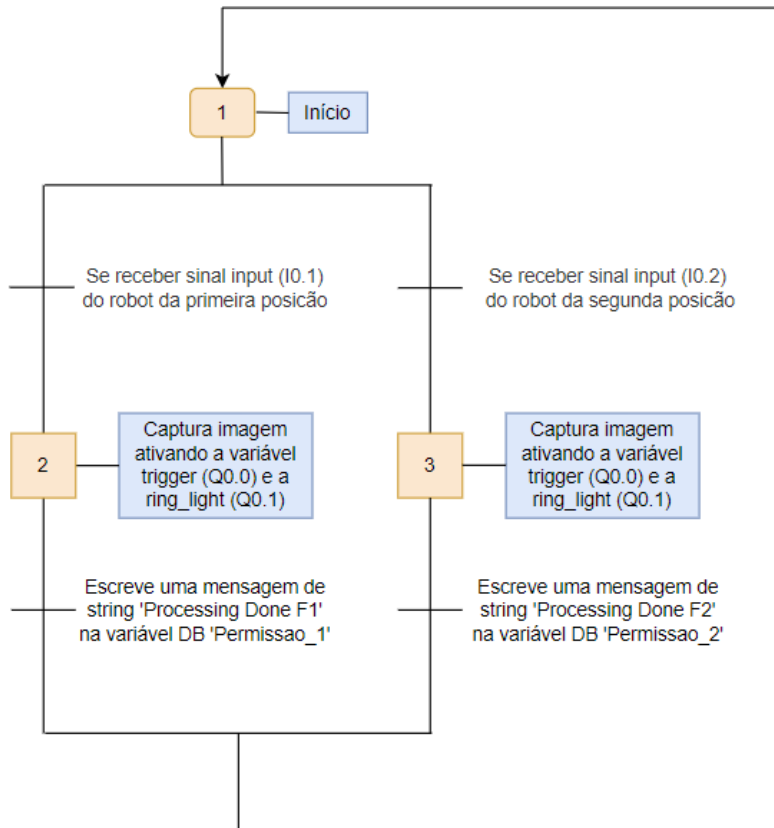 1
Início
Se receber sinal input (I0.1)
do robot da primeira posicão
Se receber sinal input (I0.2)
do robot da segunda posicão
2
Captura imagem
ativando a variável
trigger (Q0.0) e a
ring_light (Q0.1)
3
Captura imagem
ativando a variável
trigger (Q0.0) e a
ring_light (Q0.1)
Escreve uma mensagem de
string 'Processing Done F1'
na variável DB 'Permissao_1'
Escreve uma mensagem de
string 'Processing Done F2'
na variável DB 'Permissao_2'